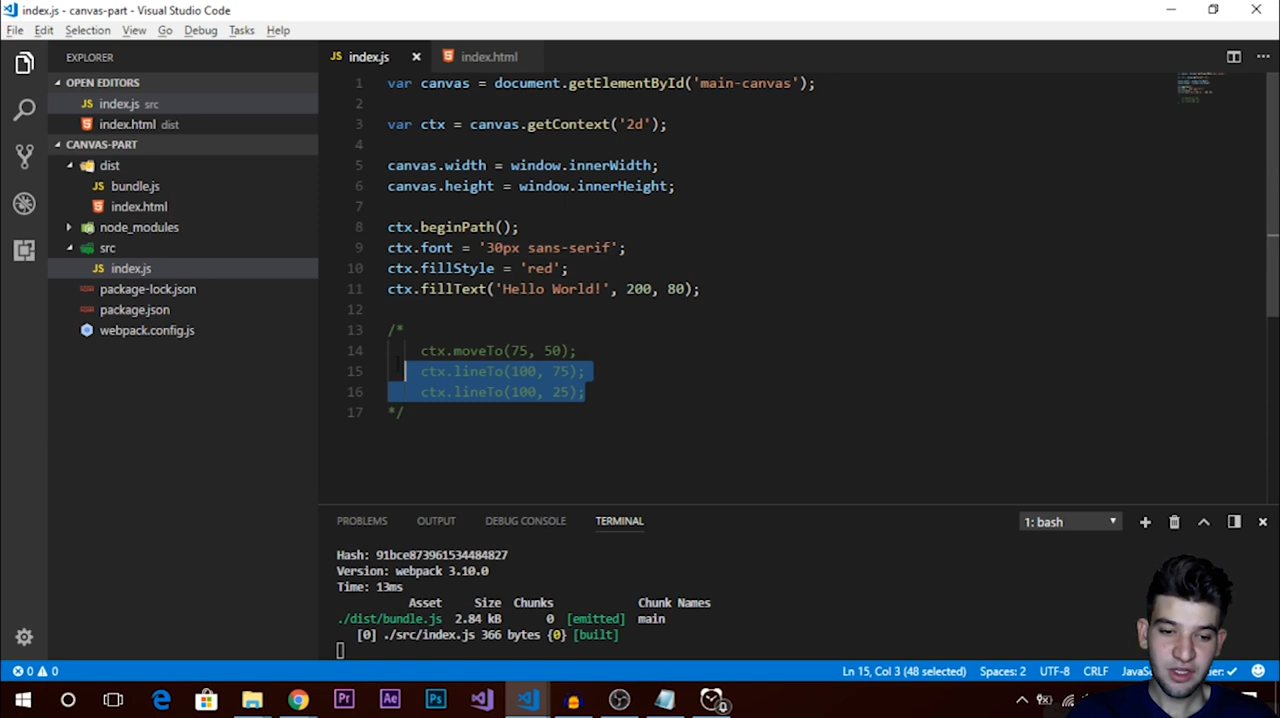 index.js - canvas-part - Visual Studio Code
File Edit Selection View Go Debug Tasks Help
EXPLORER
OPEN EDITORS
JS index.js src
index.html dist
CANVAS-PART
dist
JS bundle.js
index.html
node_modules
src
JS index.js
package-lock.json
package.json
webpack.config.js
JS index.js
index.html
1 var canvas = document.getElementById('main-canvas');
2
3 var ctx = canvas.getContext('2d');
4
5 canvas.width = window.innerWidth;
6 canvas.height = window.innerHeight;
7
8 ctx.beginPath();
9 ctx.font = '30px sans-serif';
10 ctx.fillStyle = 'red';
11 ctx.fillText('Hello World!', 200, 80);
12
13 /*
14 ctx.moveTo(75, 50);
15 ctx.lineTo(100, 75);
16 ctx.lineTo(100, 25);
17 */
PROBLEMS OUTPUT DEBUG CONSOLE TERMINAL 1: bash
Hash: 91bce873961534484827
Version: webpack 3.10.0
Time: 13ms
Asset Size Chunks Chunk Names
./dist/bundle.js 2.84 kB 0 [emitted] main
[0] ./src/index.js 366 bytes {0} [built]
0 0 Ln 15, Col 3 (48 selected) Spaces: 2 UTF-8 CRLF
Pr Ae Ps